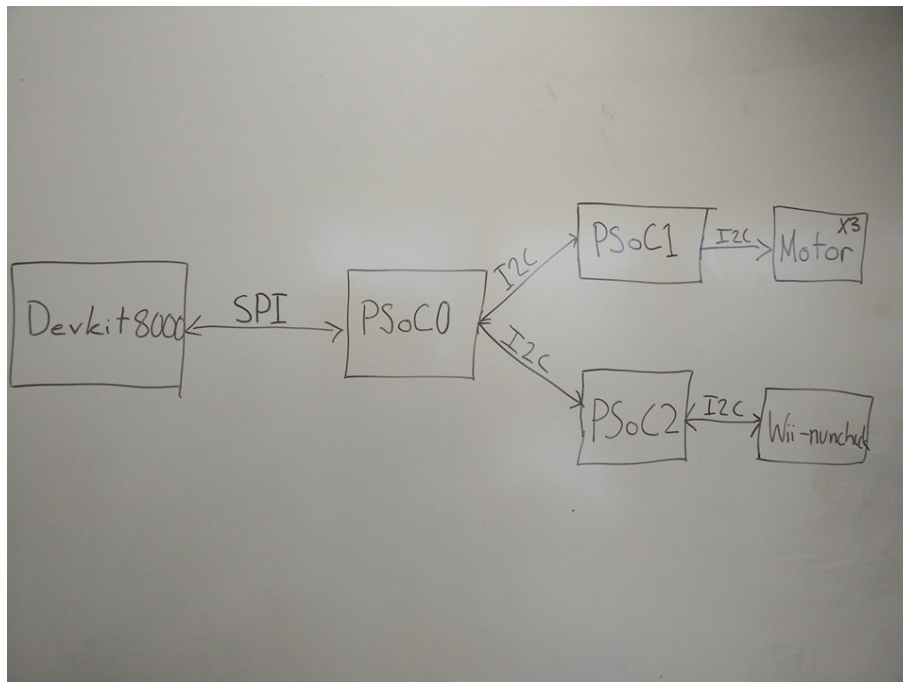 Devkit8000
SPI
PSoC0
I2C
I2C
PSoC1
I2C
Motor
X3
PSoC2
I2C
Wii-nunchuck